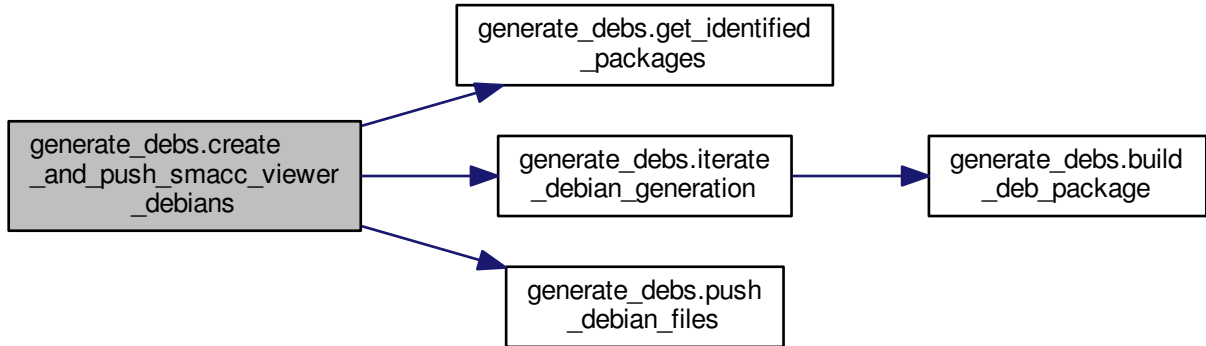 generate_debs.get_identified
_packages
generate_debs.create
_and_push_smacc_viewer
_debians
generate_debs.iterate
_debian_generation
generate_debs.build
_deb_package
generate_debs.push
_debian_files